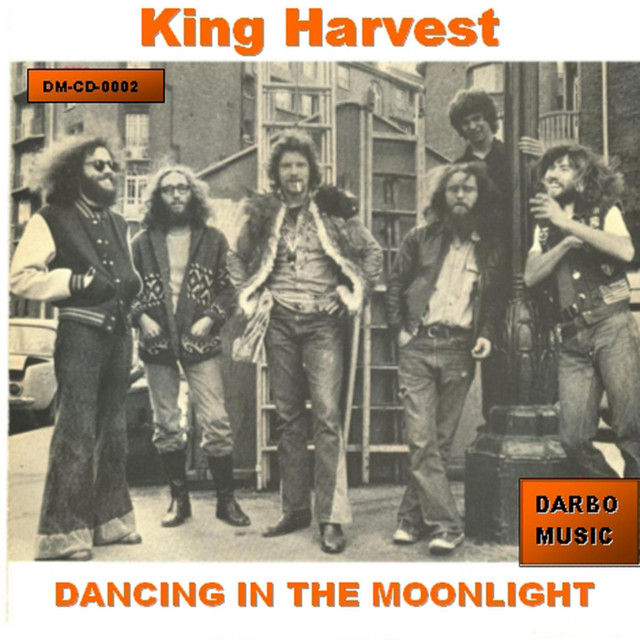 King Harvest
DM-CD-0002
DARBO
MUSIC
DANCING IN THE MOONLIGHT